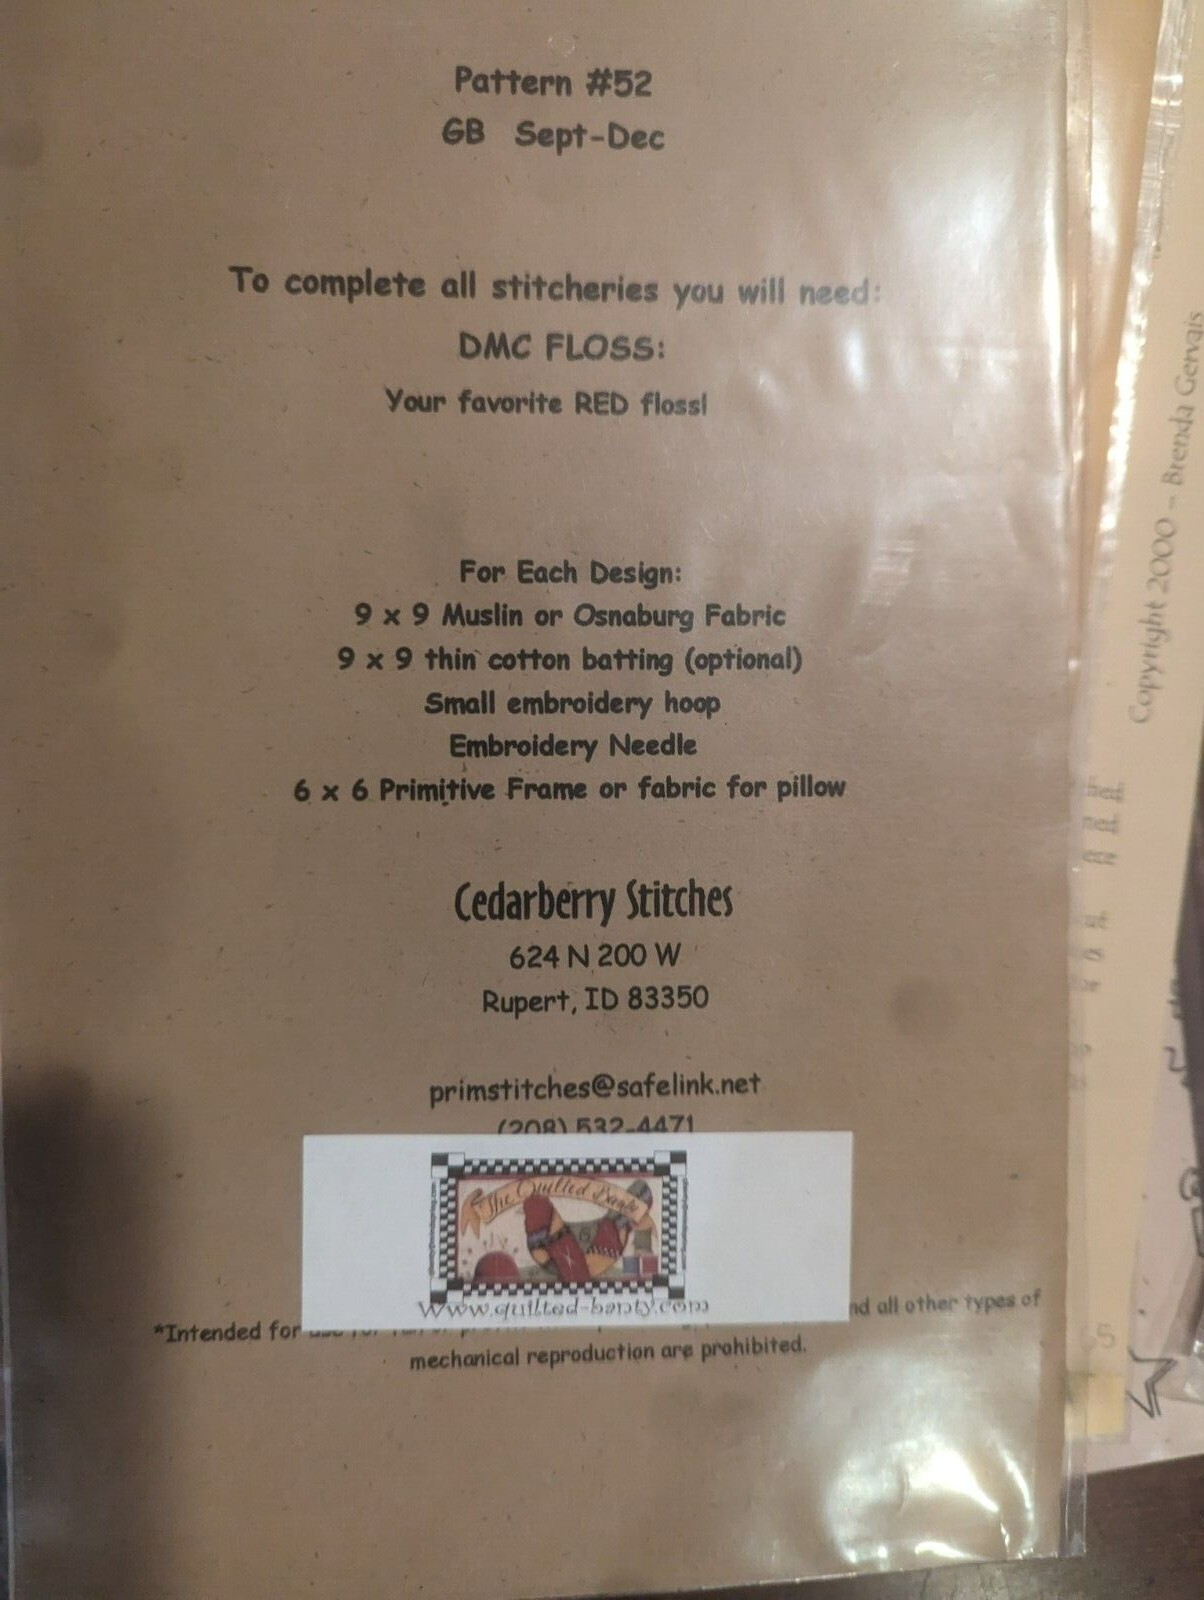 Pattern #52
GB Sept-Dec
To complete all stitcheries you will need:
DMC FLOSS:
Your favorite RED floss!
For Each Design:
9 x 9 Muslin or Osnaburg Fabric
9 x 9 thin cotton batting (optional)
Small embroidery hoop
Embroidery Needle
6 x 6 Primitive Frame or fabric for pillow
Cedarberry Stitches
624 N 200 W
Rupert, ID 83350
primstitches@safelink.net
(208) 532-4471
The Quilted Banty
www.quilted-banty.com
*Intended for nd all other types of
mechanical reproduction are prohibited.
Copyright 2000 - Brenda Gervais